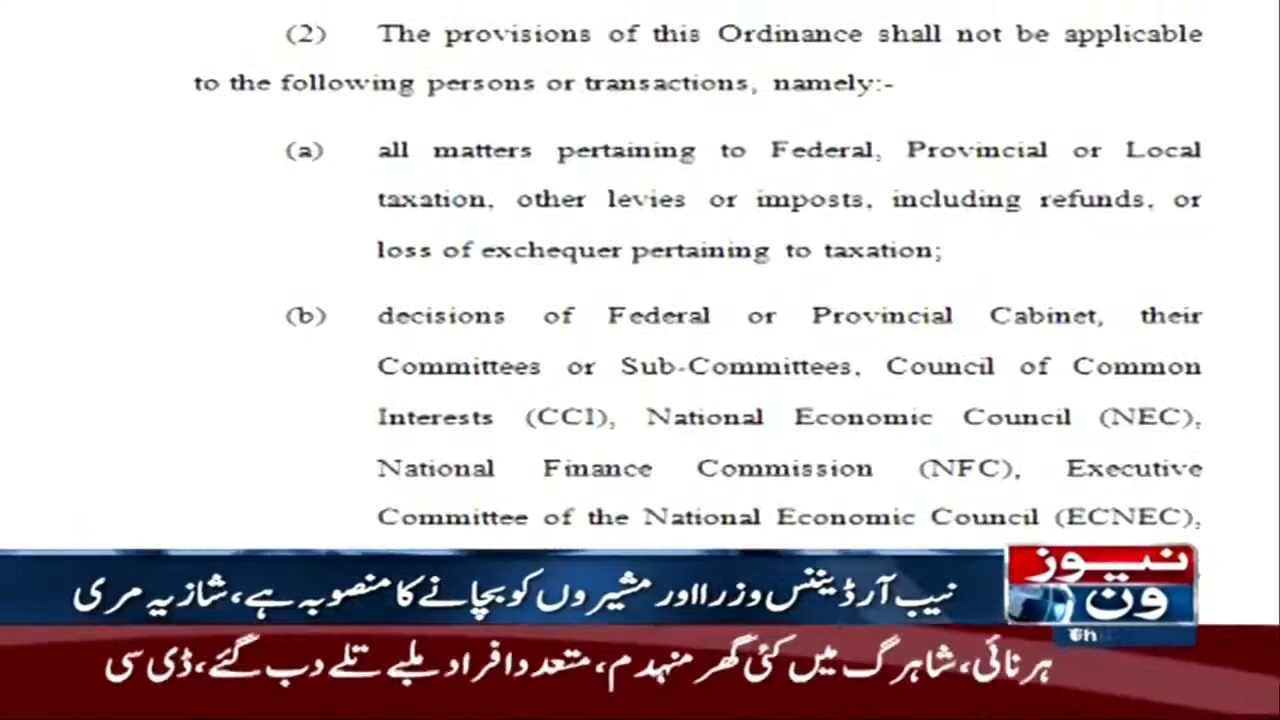 (2) The provisions of this Ordinance shall not be applicable
to the following persons or transactions, namely:-
(a) all matters pertaining to Federal, Provincial or Local
taxation, other levies or imposts, including refunds, or
loss of exchequer pertaining to taxation;
(b) decisions of Federal or Provincial Cabinet, their
Committees or Sub-Committees, Council of Common
Interests (CCI), National Economic Council (NEC),
National Finance Commission (NFC), Executive
Committee of the National Economic Council (ECNEC),
نیب آرڈیننس وزرا اور مشیروں کو بچانے کا منصوبہ ہے، شازیہ مری
نیوز
ون
ہرنائی، شاہرگ میں کئی گھر منہدم، متعدد افراد ملبے تلے دب گئے، ڈی سی